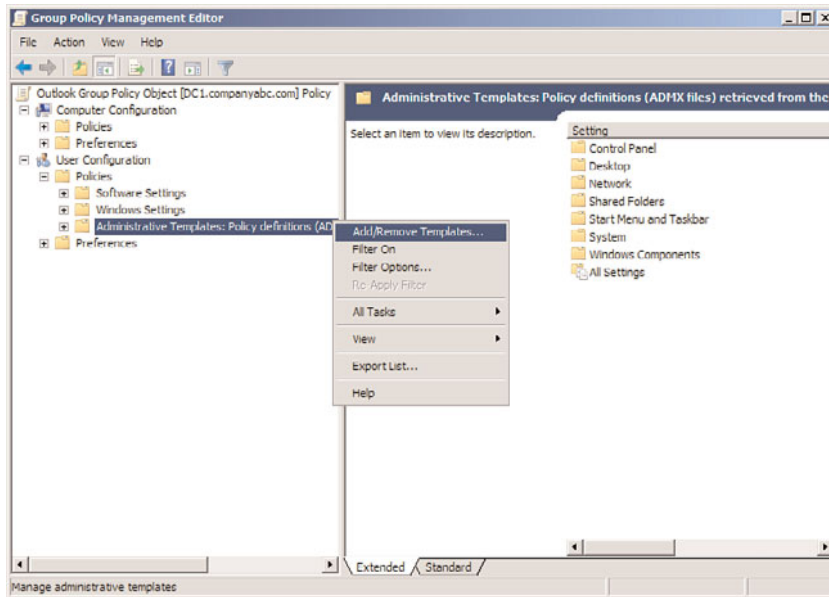 Group Policy Management Editor
File Action View Help
Outlook Group Policy Object [DC1.companyabc.com] Policy
Computer Configuration
Policies
Preferences
User Configuration
Policies
Software Settings
Windows Settings
Administrative Templates: Policy definitions (AD
Preferences
Add/Remove Templates...
Filter On
Filter Options...
Re-Apply Filter
All Tasks
View
Export List...
Help
Administrative Templates: Policy definitions (ADMX files) retrieved from the
Select an item to view its description.
Setting
Control Panel
Desktop
Network
Shared Folders
Start Menu and Taskbar
System
Windows Components
All Settings
Extended Standard
Manage administrative templates